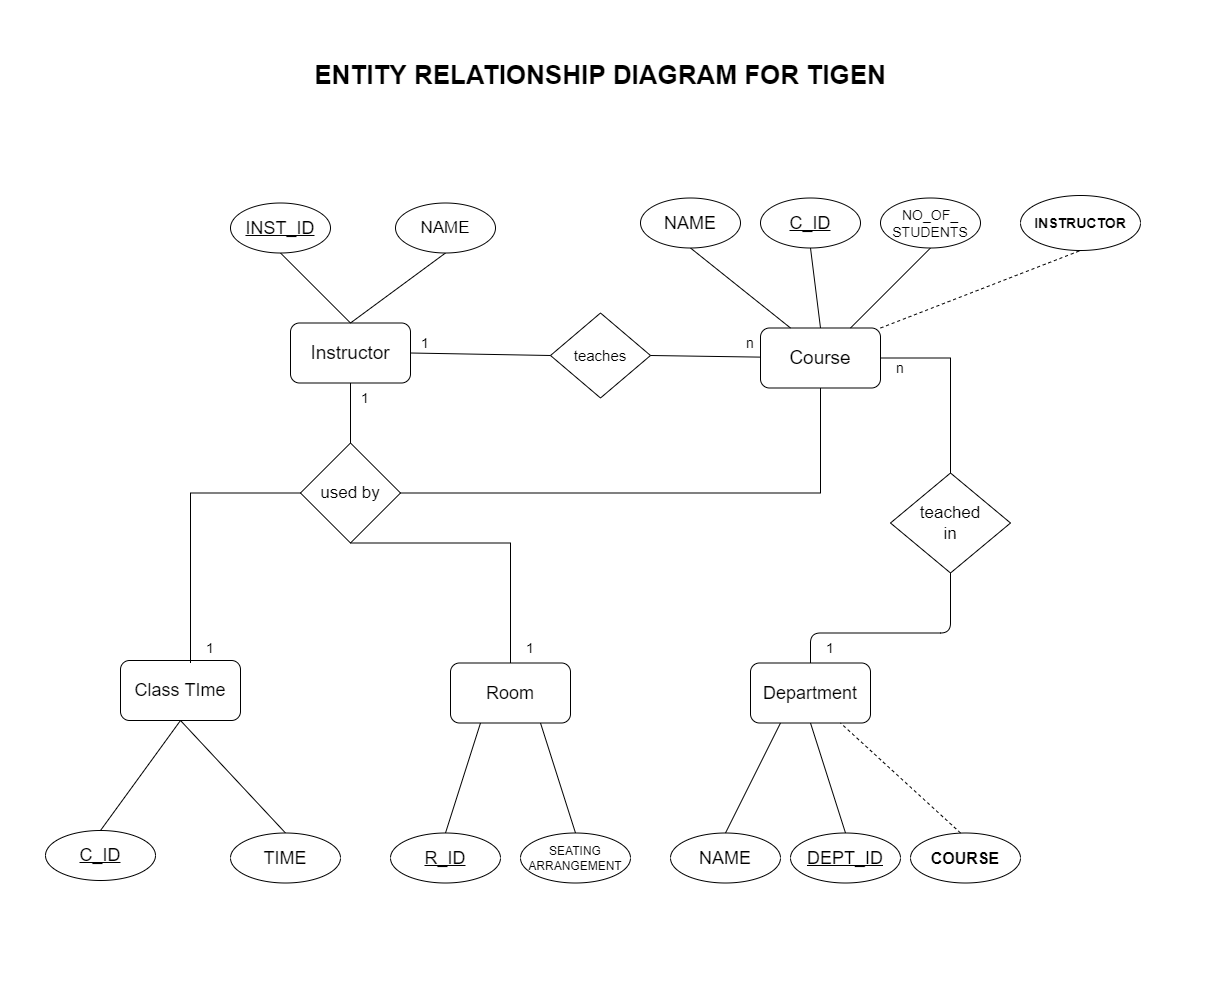 ENTITY RELATIONSHIP DIAGRAM FOR TIGEN
INST_ID
NAME
NAME
C_ID
NO_OF_
STUDENTS
INSTRUCTOR
Instructor
1
teaches
n
Course
n
1
used by
teached
in
1
1
1
Class TIme
Room
Department
C_ID
TIME
R_ID
SEATING
ARRANGEMENT
NAME
DEPT_ID
COURSE